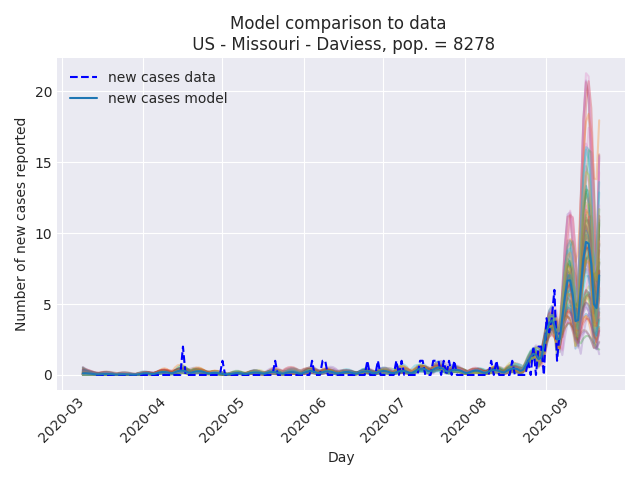 Model comparison to data
US - Missouri - Daviess, pop. = 8278
new cases data
new cases model
Number of new cases reported
20
15
10
5
0
2020-03
2020-04
2020-05
2020-06
2020-07
2020-08
2020-09
Day